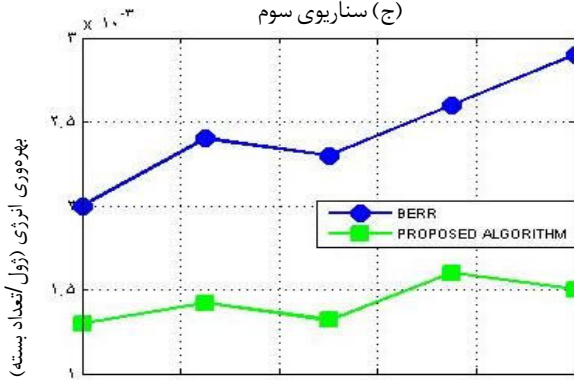 (ج) سناریوی سوم
x ۱۰⁻³
۳
۲.۵
۲
۱.۵
۱
بهره‌وری انرژی (ژول/تعداد بسته)
BERR
PROPOSED ALGORITHM